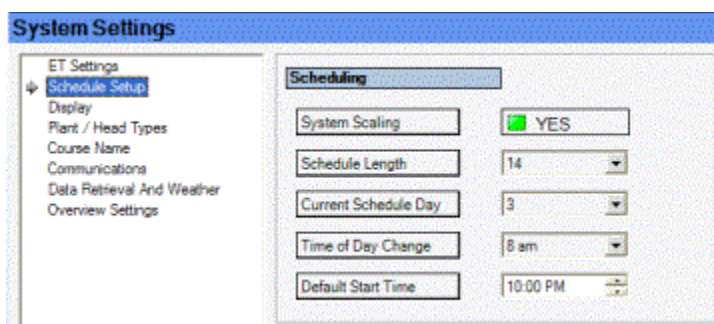 System Settings
ET Settings
Schedule Setup
Display
Plant / Head Types
Course Name
Communications
Data Retrieval And Weather
Overview Settings
Scheduling
System Scaling YES
Schedule Length 14
Current Schedule Day 3
Time of Day Change 8 am
Default Start Time 10:00 PM